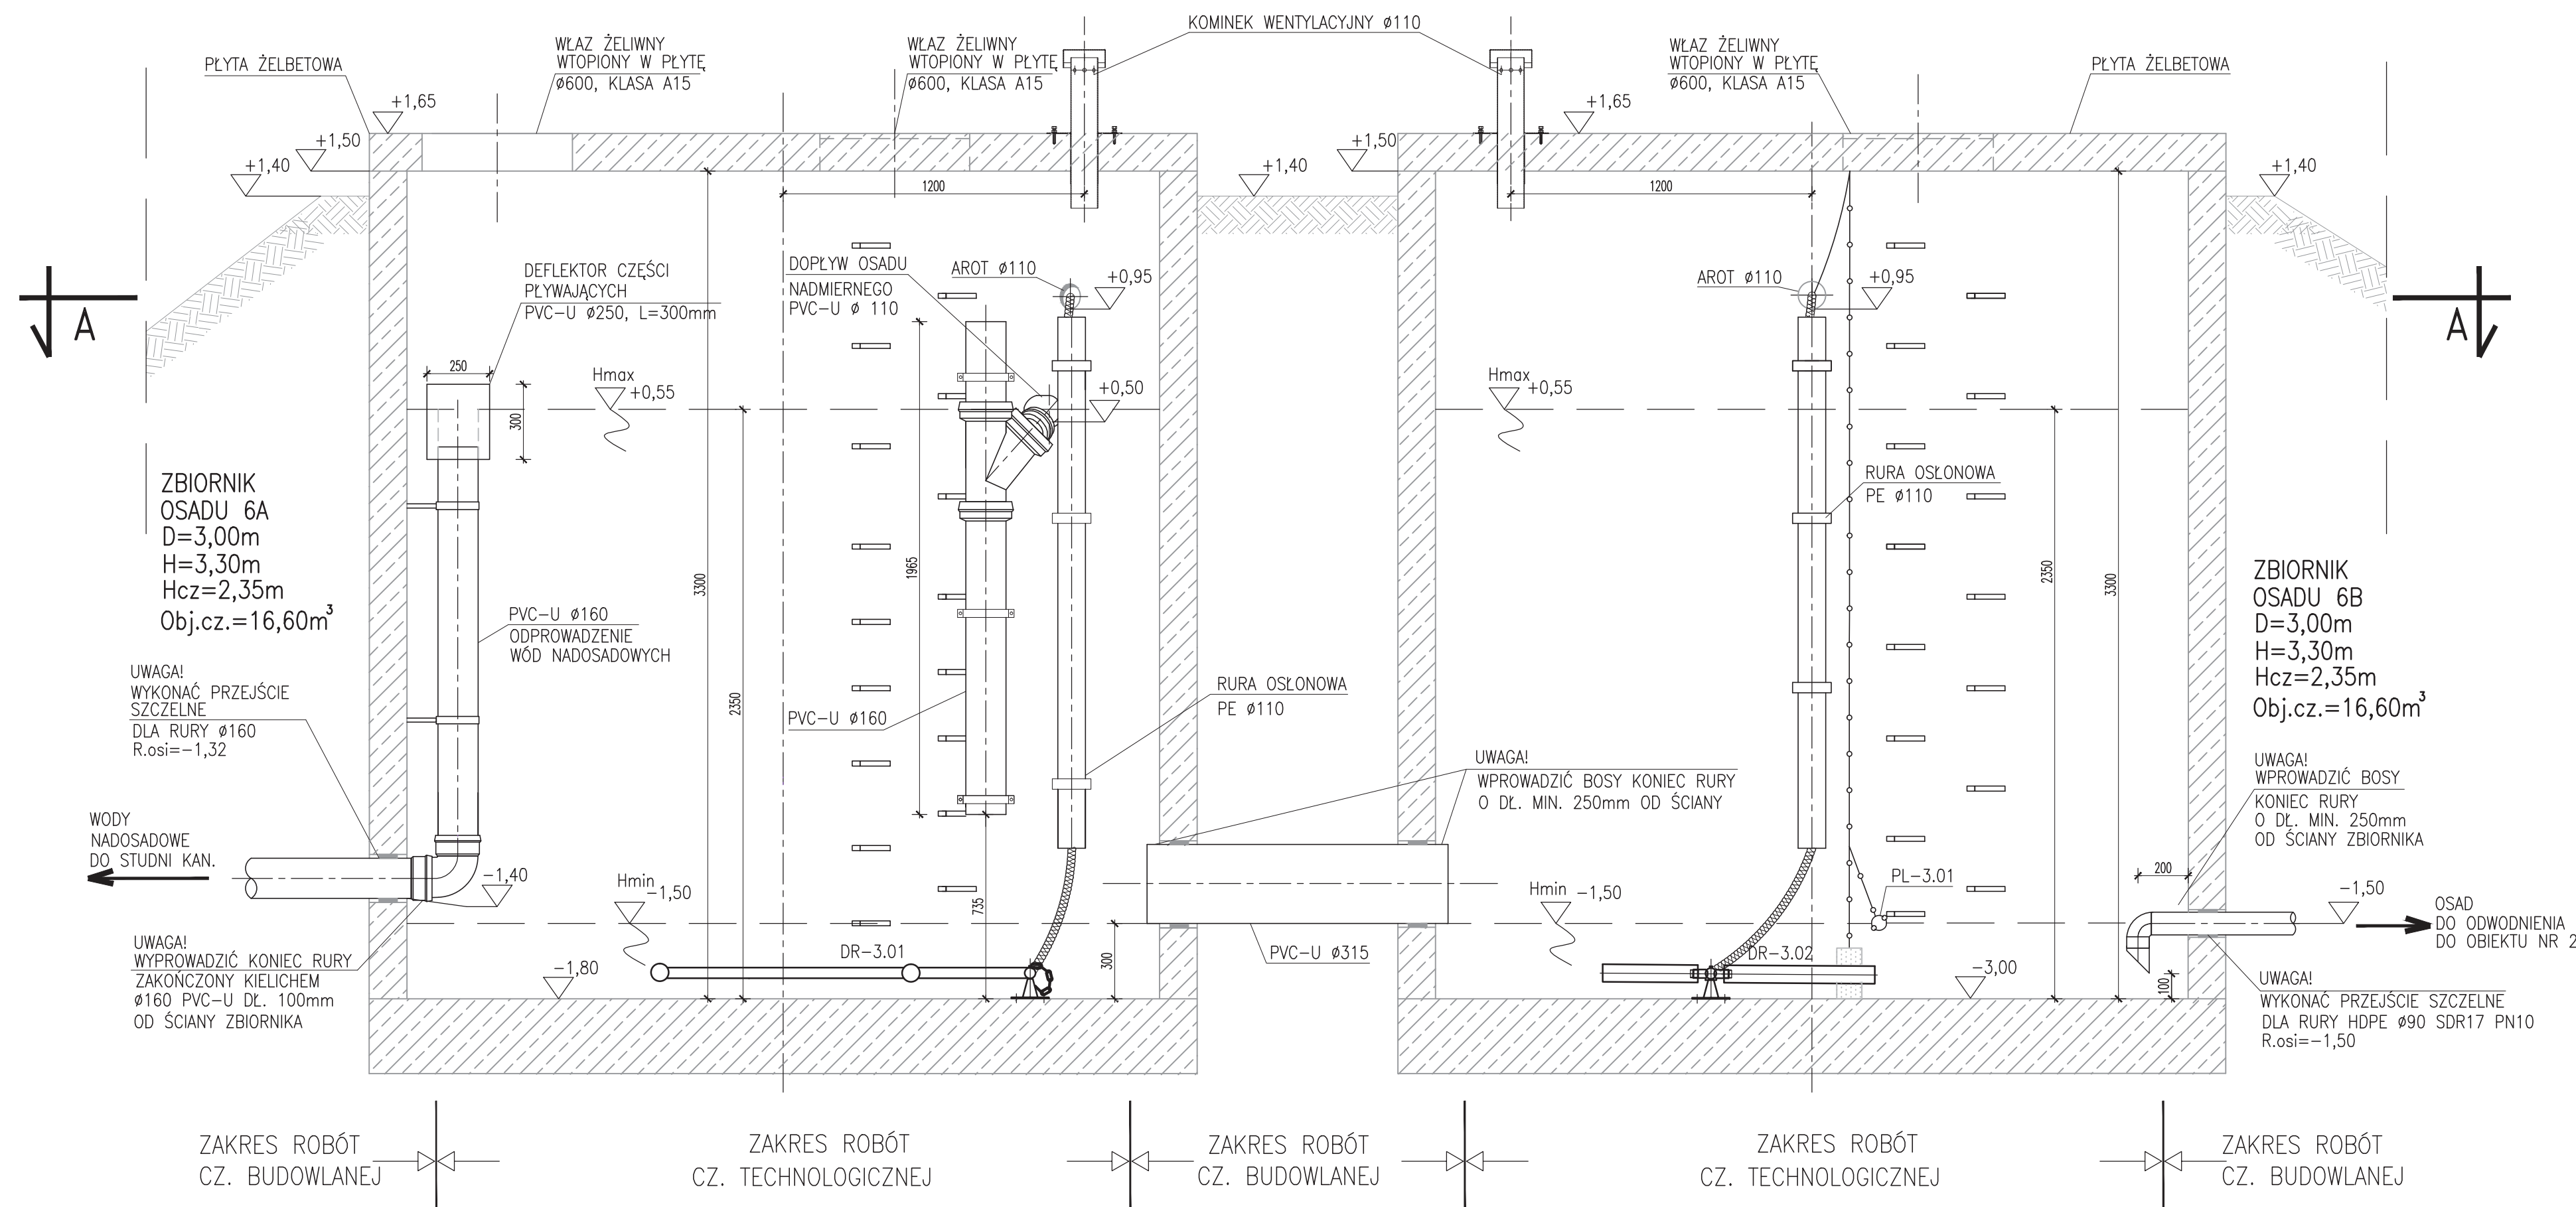 KOMINEK WENTYLACYJNY ø110
PŁYTA ŻELBETOWA
WŁAZ ŻELIWNY
WTOPIONY W PŁYTĘ
ø600, KLASA A15
WŁAZ ŻELIWNY
WTOPIONY W PŁYTĘ
ø600, KLASA A15
WŁAZ ŻELIWNY
WTOPIONY W PŁYTĘ
ø600, KLASA A15
PŁYTA ŻELBETOWA
+1,65
+1,50
+1,40
+1,40
+1,50
+1,65
+1,40
1200
1200
A
A
DEFLEKTOR CZĘŚCI
PŁYWAJĄCYCH
PVC-U ø250, L=300mm
DOPŁYW OSADU
NADMIERNEGO
PVC-U ø 110
AROT ø110
+0,95
AROT ø110
+0,95
250
300
Hmax
+0,55
+0,50
Hmax
+0,55
ZBIORNIK
OSADU 6A
D=3,00m
H=3,30m
Hcz=2,35m
Obj.cz.=16,60m³
RURA OSŁONOWA
PE ø110
1965
3300
2350
2350
3300
ZBIORNIK
OSADU 6B
D=3,00m
H=3,30m
Hcz=2,35m
Obj.cz.=16,60m³
PVC-U ø160
ODPROWADZENIE
WÓD NADOSADOWYCH
UWAGA!
WYKONAĆ PRZEJŚCIE
SZCZELNE
DLA RURY ø160
R.osi=-1,32
PVC-U ø160
RURA OSŁONOWA
PE ø110
UWAGA!
WPROWADZIĆ BOSY KONIEC RURY
O DŁ. MIN. 250mm OD ŚCIANY
UWAGA!
WPROWADZIĆ BOSY
KONIEC RURY
O DŁ. MIN. 250mm
OD ŚCIANY ZBIORNIKA
WODY
NADOSADOWE
DO STUDNI KAN.
-1,40
Hmin
-1,50
735
Hmin
-1,50
PL-3.01
200
-1,50
OSAD
DO ODWODNIENIA
DO OBIEKTU NR 2
UWAGA!
WYPROWADZIĆ KONIEC RURY
ZAKOŃCZONY KIELICHEM
ø160 PVC-U DŁ. 100mm
OD ŚCIANY ZBIORNIKA
-1,80
DR-3.01
300
PVC-U ø315
DR-3.02
-3,00
100
UWAGA!
WYKONAĆ PRZEJŚCIE SZCZELNE
DLA RURY HDPE ø90 SDR17 PN10
R.osi=-1,50
ZAKRES ROBÓT
CZ. BUDOWLANEJ
ZAKRES ROBÓT
CZ. TECHNOLOGICZNEJ
ZAKRES ROBÓT
CZ. BUDOWLANEJ
ZAKRES ROBÓT
CZ. TECHNOLOGICZNEJ
ZAKRES ROBÓT
CZ. BUDOWLANEJ